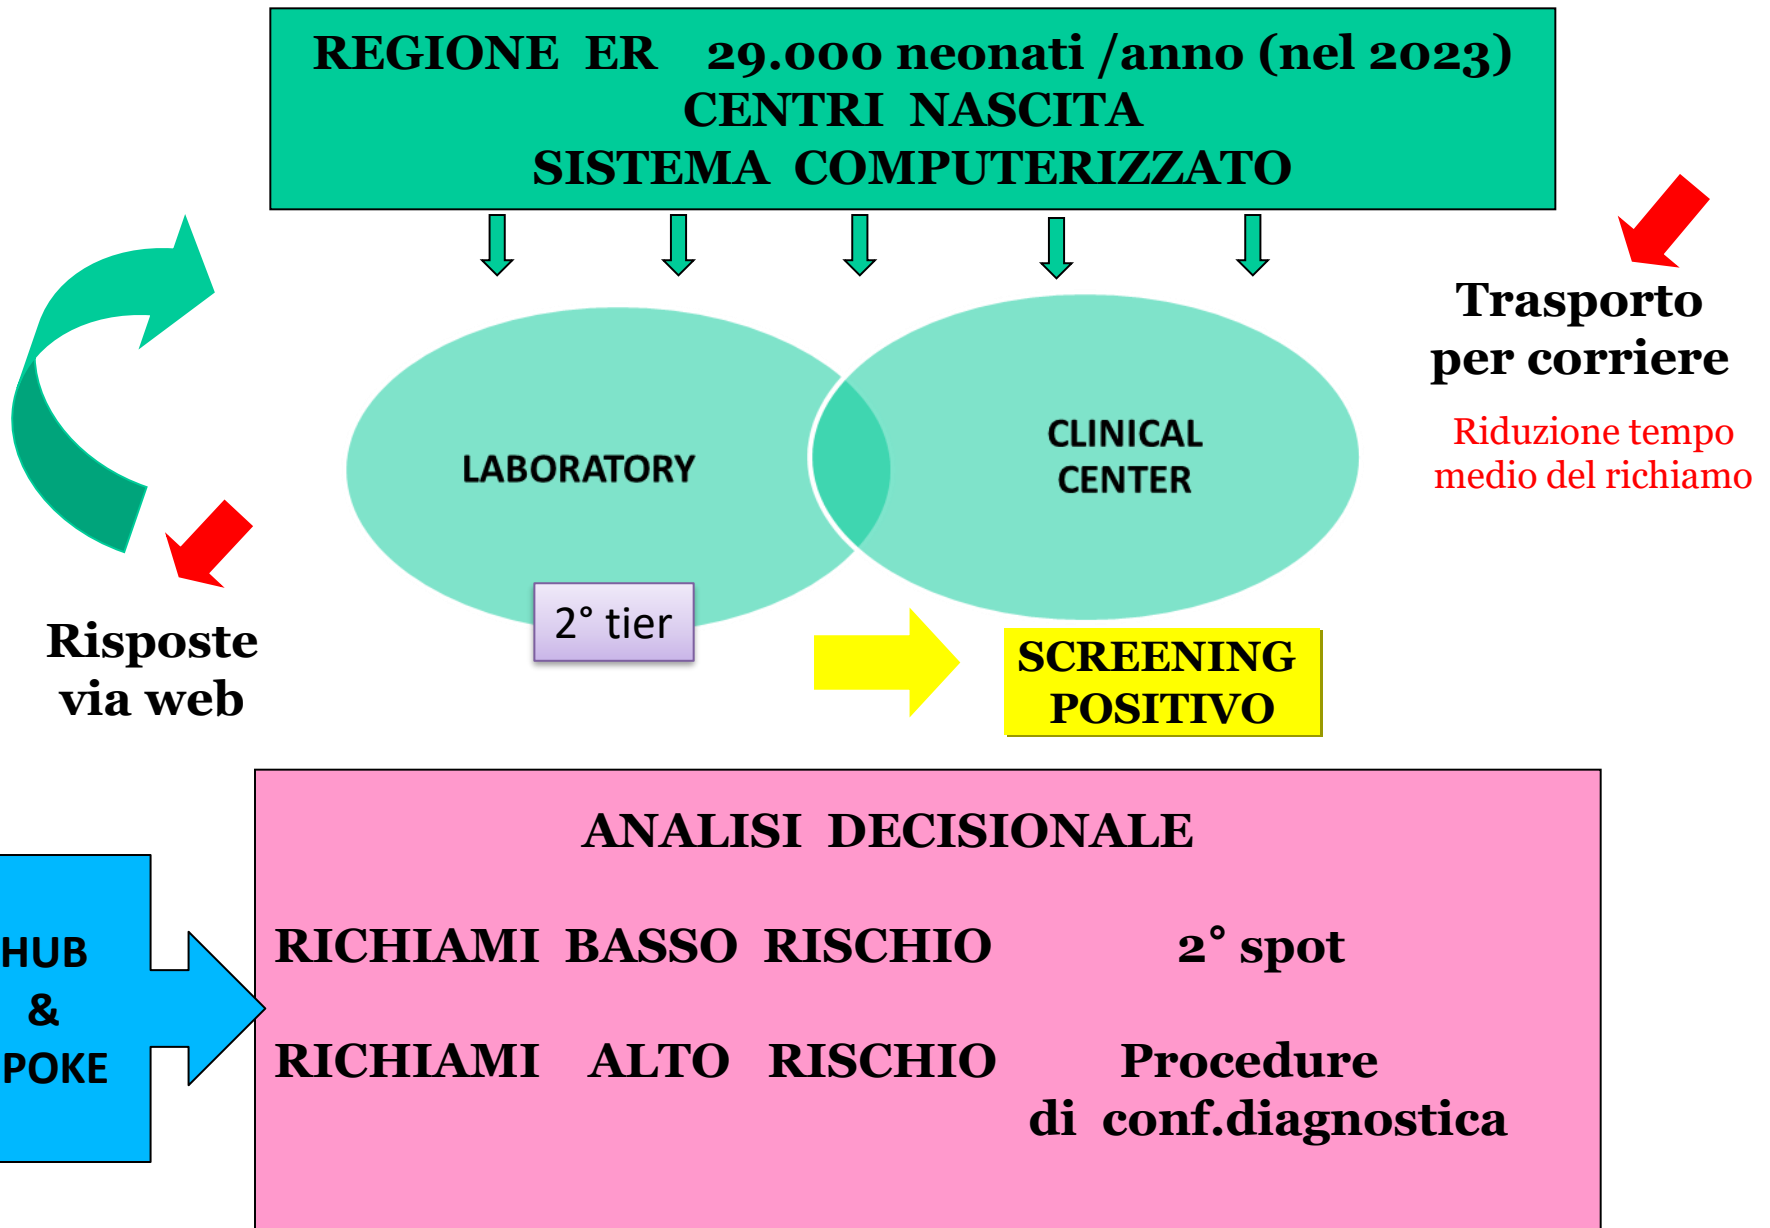 REGIONE ER 29.000 neonati /anno (nel 2023)
CENTRI NASCITA
SISTEMA COMPUTERIZZATO
Trasporto
per corriere
Riduzione tempo
medio del richiamo
LABORATORY
CLINICAL
CENTER
2° tier
Risposte
via web
SCREENING
POSITIVO
ANALISI DECISIONALE
HUB
&
POKE
RICHIAMI BASSO RISCHIO 2° spot
RICHIAMI ALTO RISCHIO Procedure
di conf.diagnostica